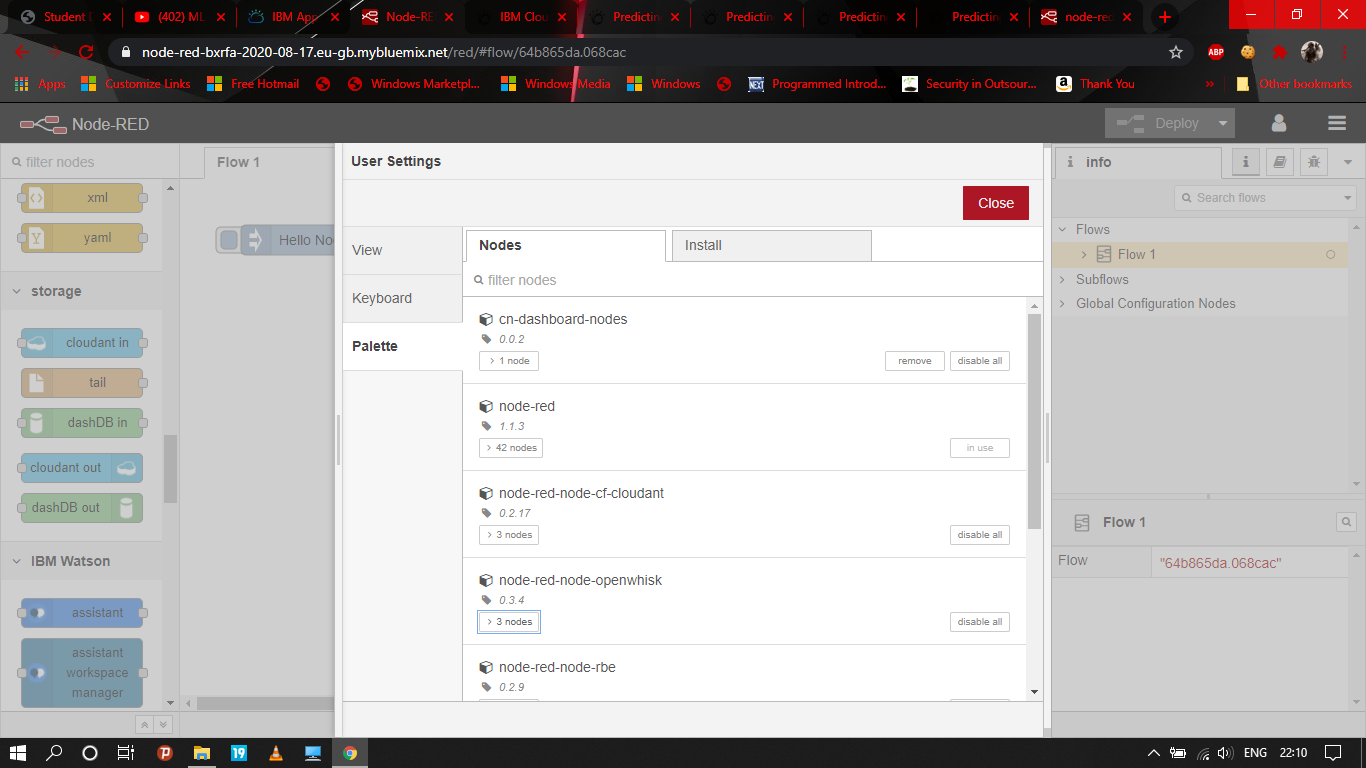 Student D
(402) ML
IBM App
Node-RE
IBM Clou
Predictin
Predictin
Predictin
Predictin
node-red
node-red-bxrfa-2020-08-17.eu-gb.mybluemix.net/red/#flow/64b865da.068cac
ABP
Apps
Customize Links
Free Hotmail
Windows Marketpl...
Windows Media
Windows
NEXT
Programmed Introd...
Security in Outsour...
Thank You
»
Other bookmarks
Node-RED
Deploy
filter nodes
Flow 1
User Settings
info
Close
Search flows
xml
yaml
Hello No
View
Nodes
Install
Flows
Flow 1
filter nodes
Subflows
storage
Keyboard
Global Configuration Nodes
cn-dashboard-nodes
0.0.2
cloudant in
Palette
1 node
remove
disable all
tail
node-red
1.1.3
dashDB in
42 nodes
in use
cloudant out
node-red-node-cf-cloudant
dashDB out
0.2.17
Flow 1
3 nodes
disable all
IBM Watson
Flow
"64b865da.068cac"
node-red-node-openwhisk
0.3.4
assistant
3 nodes
disable all
assistant
workspace
manager
node-red-node-rbe
0.2.9
19
ENG
22:10